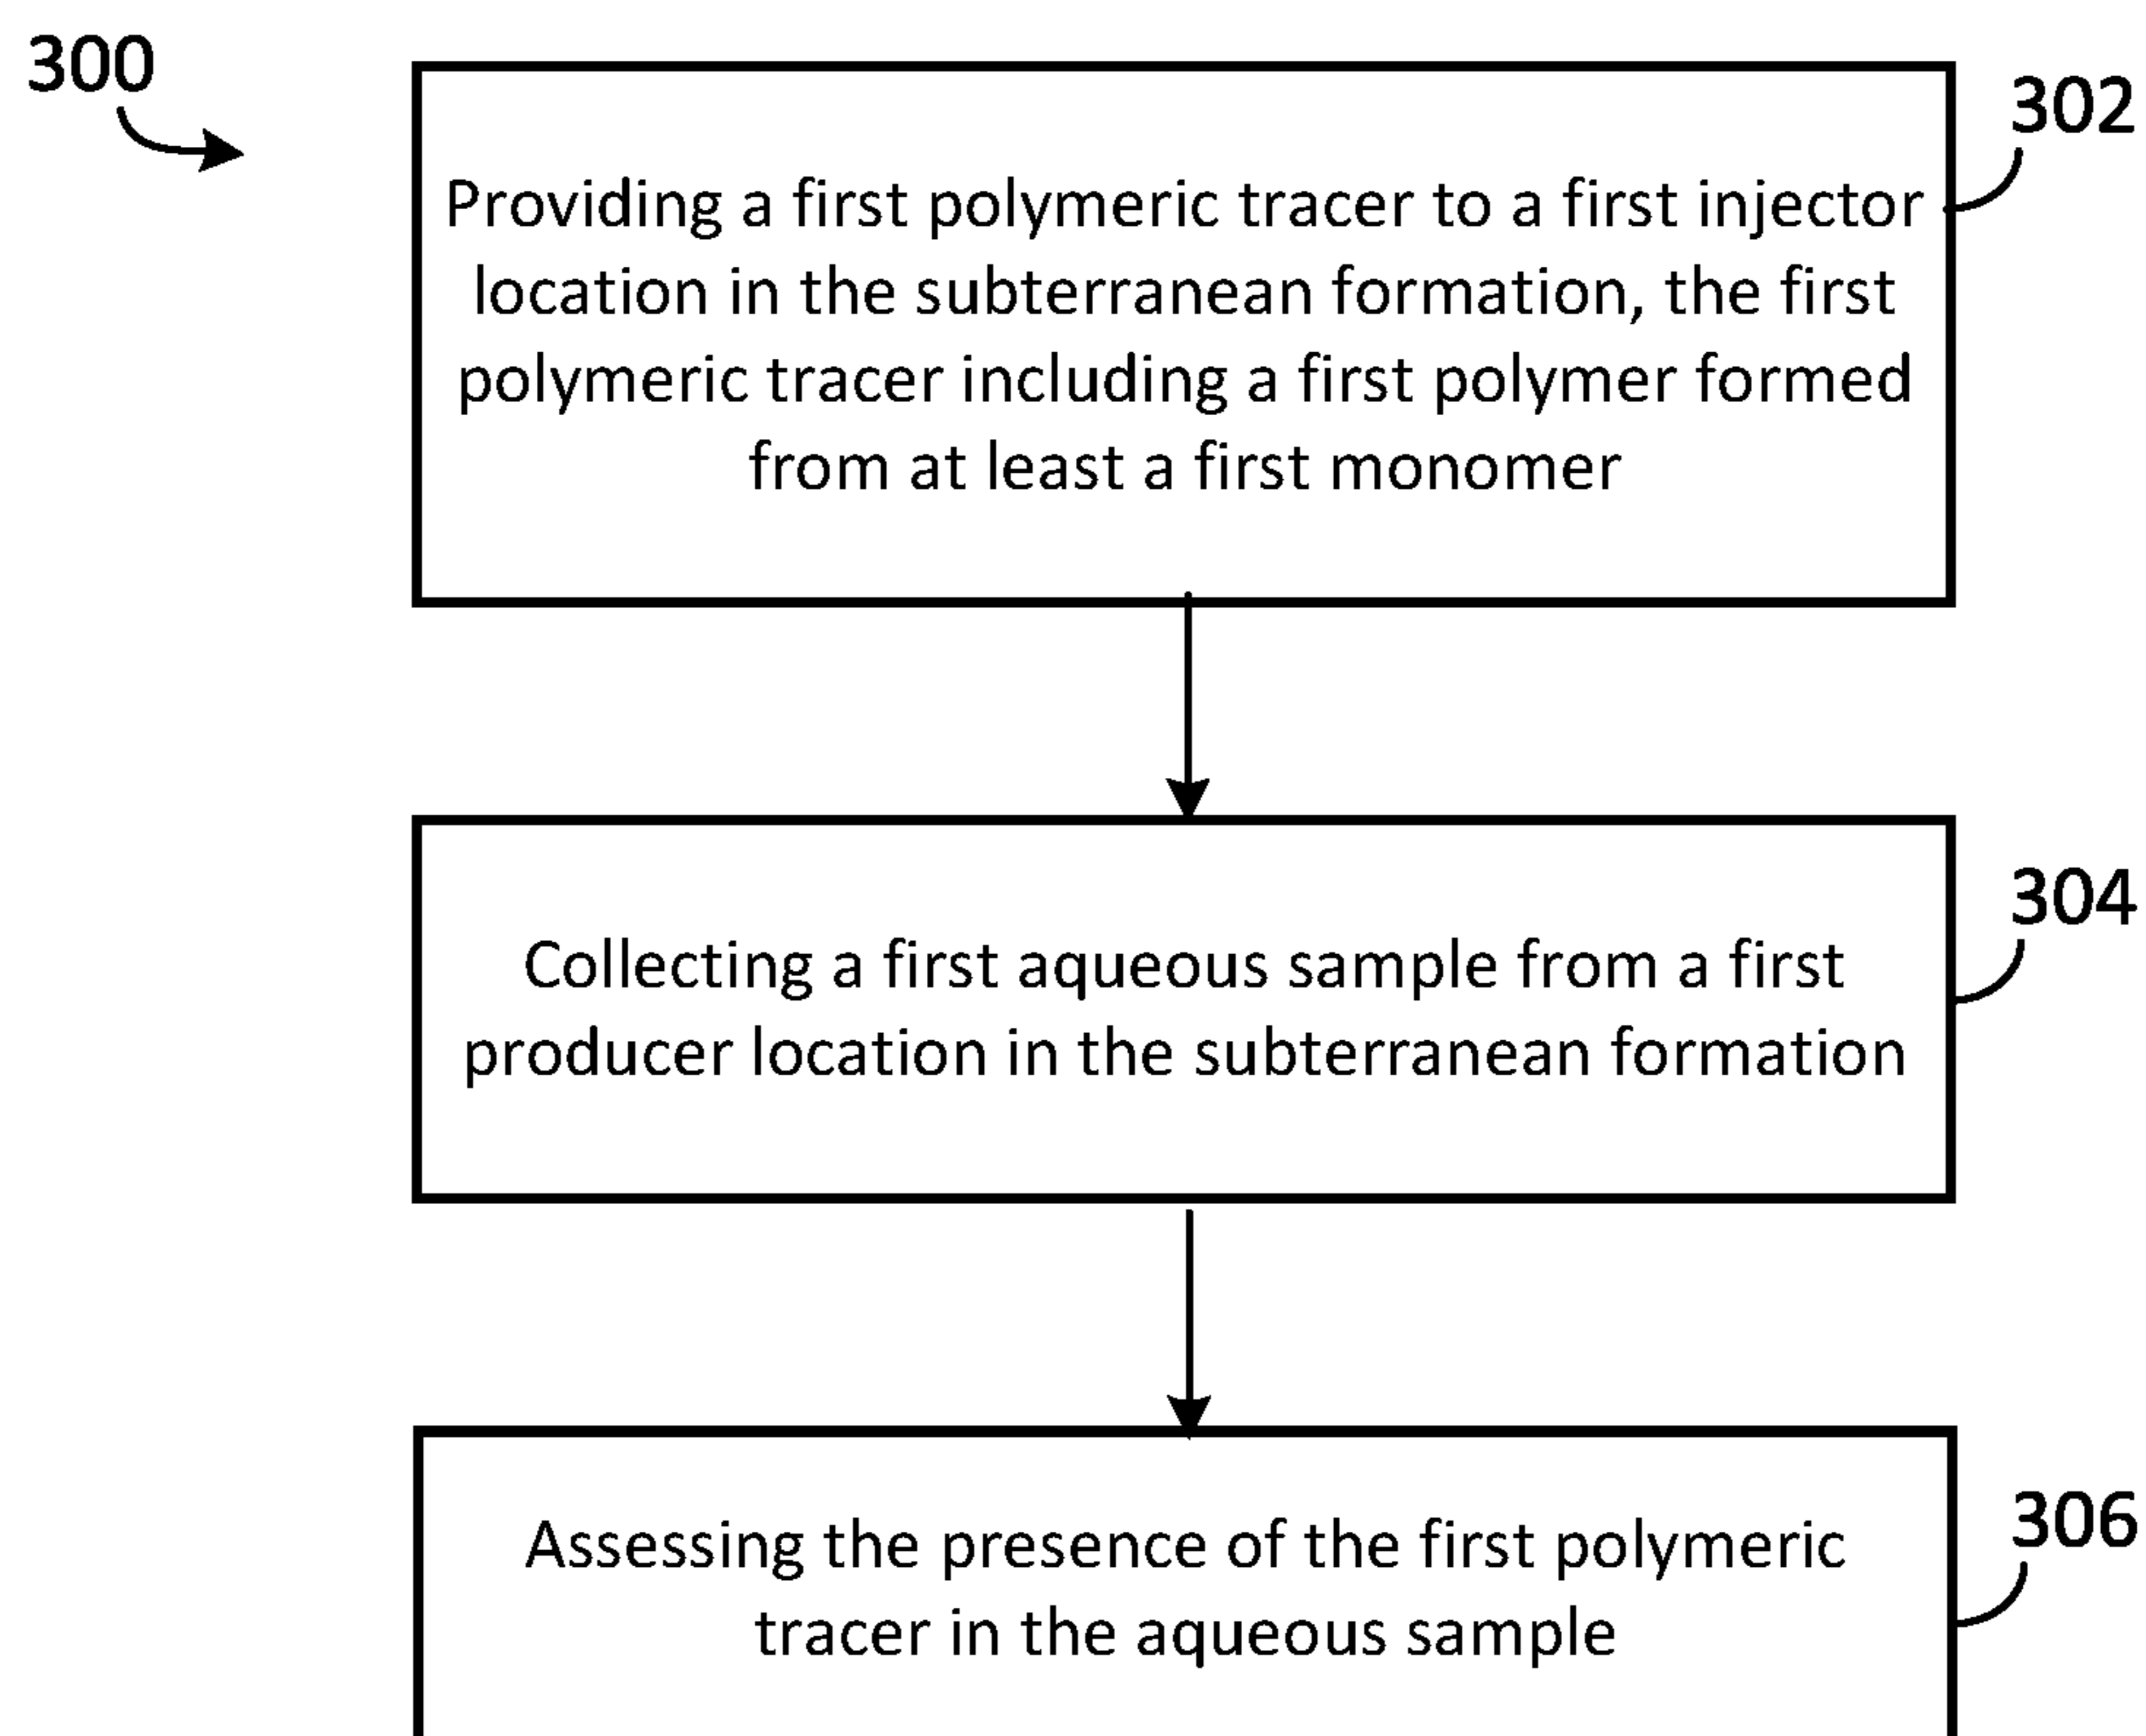 300
302
Providing a first polymeric tracer to a first injector
location in the subterranean formation, the first
polymeric tracer including a first polymer formed
from at least a first monomer
304
Collecting a first aqueous sample from a first
producer location in the subterranean formation
306
Assessing the presence of the first polymeric
tracer in the aqueous sample